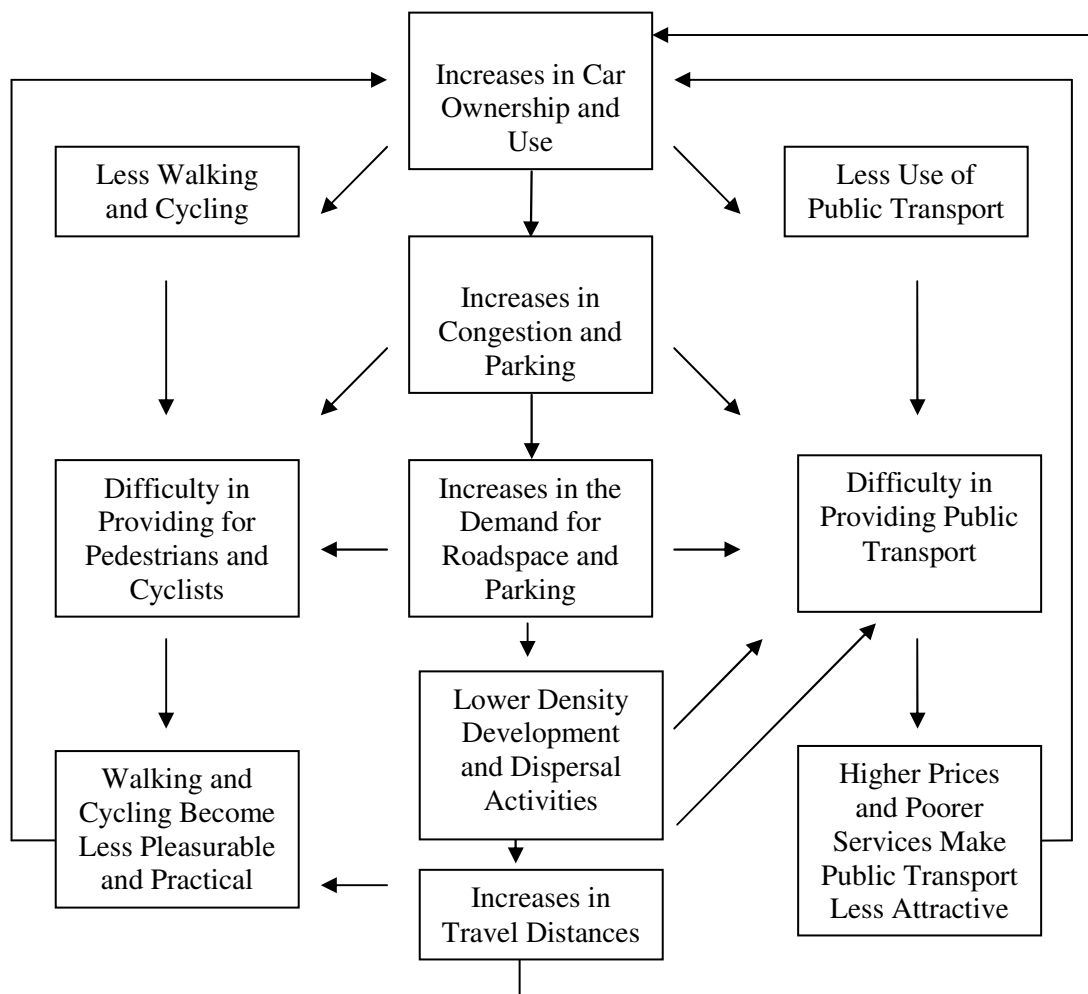 Increases in Car
Ownership and
Use
Less Walking
and Cycling
Less Use of
Public Transport
Increases in
Congestion and
Parking
Difficulty in
Providing for
Pedestrians and
Cyclists
Increases in the
Demand for
Roadspace and
Parking
Difficulty in
Providing Public
Transport
Lower Density
Development
and Dispersal
Activities
Walking and
Cycling Become
Less Pleasurable
and Practical
Higher Prices
and Poorer
Services Make
Public Transport
Less Attractive
Increases in
Travel Distances